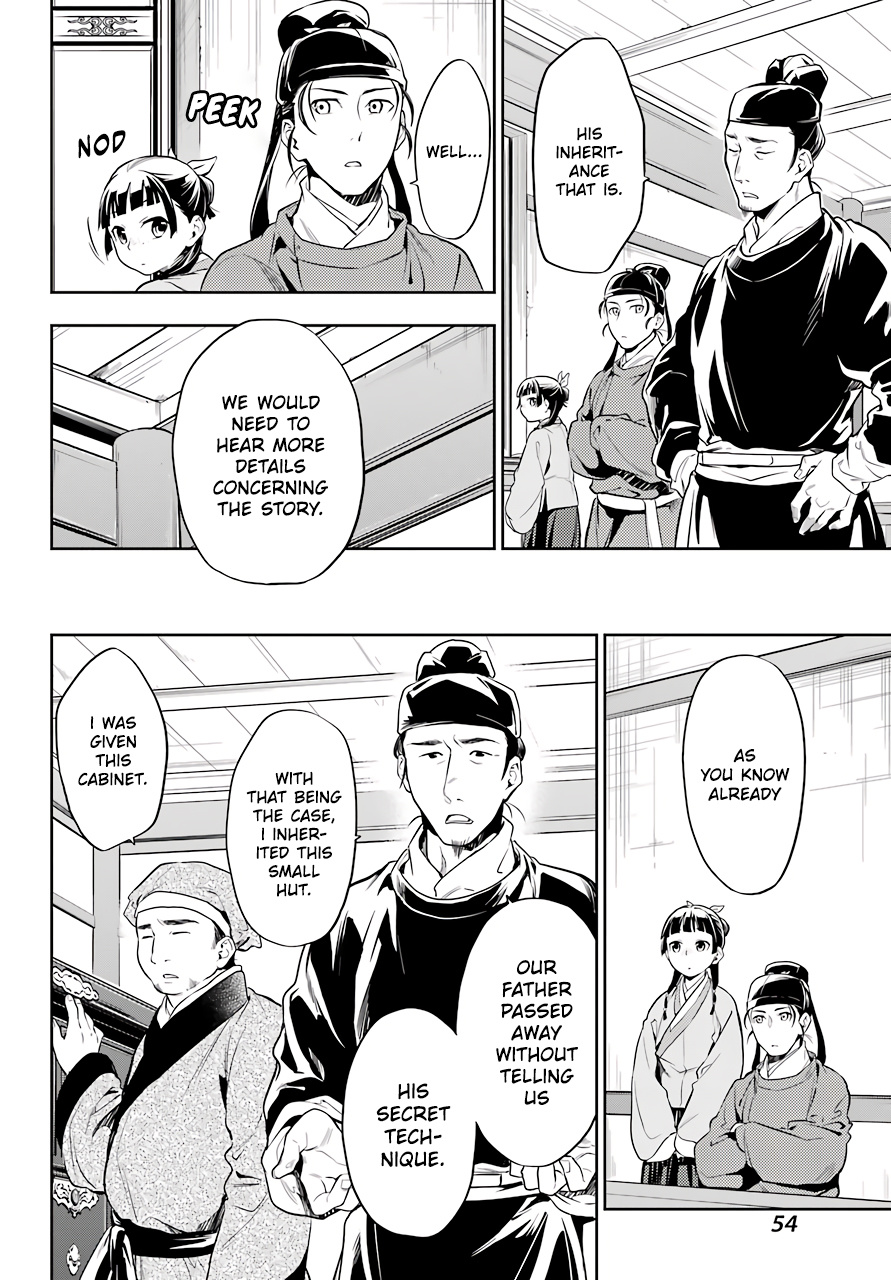 HIS
INHERIT-
ANCE
THAT IS.
WELL...
PEEK
NOD
WE WOULD
NEED TO
HEAR MORE
DETAILS
CONCERNING
THE STORY.
AS
YOU KNOW
ALREADY
OUR
FATHER
PASSED
AWAY
WITHOUT
TELLING
US
HIS
SECRET
TECH-
NIQUE.
WITH
THAT BEING
THE CASE,
I INHER-
ITED THIS
SMALL
HUT.
I WAS
GIVEN
THIS
CABINET.
54